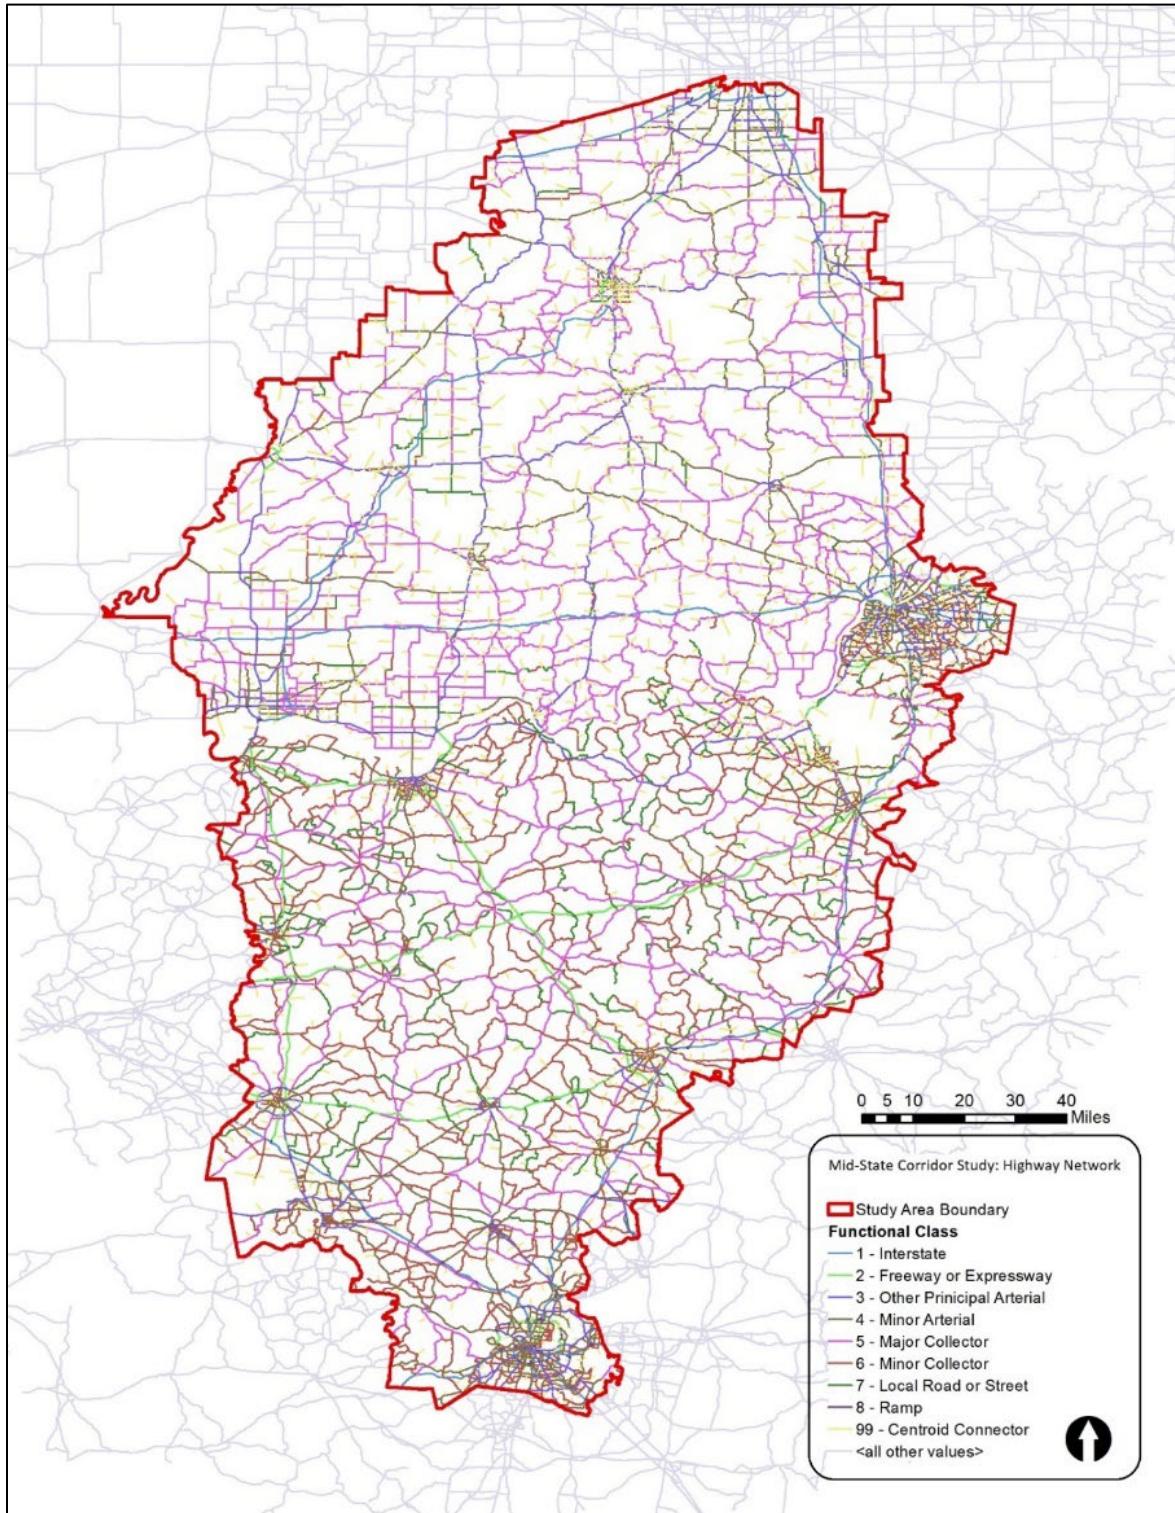 0 5 10 20 30 40
Miles
Mid-State Corridor Study: Highway Network
Study Area Boundary
Functional Class
1 - Interstate
2 - Freeway or Expressway
3 - Other Prinicipal Arterial
4 - Minor Arterial
5 - Major Collector
6 - Minor Collector
7 - Local Road or Street
8 - Ramp
99 - Centroid Connector
<all other values>